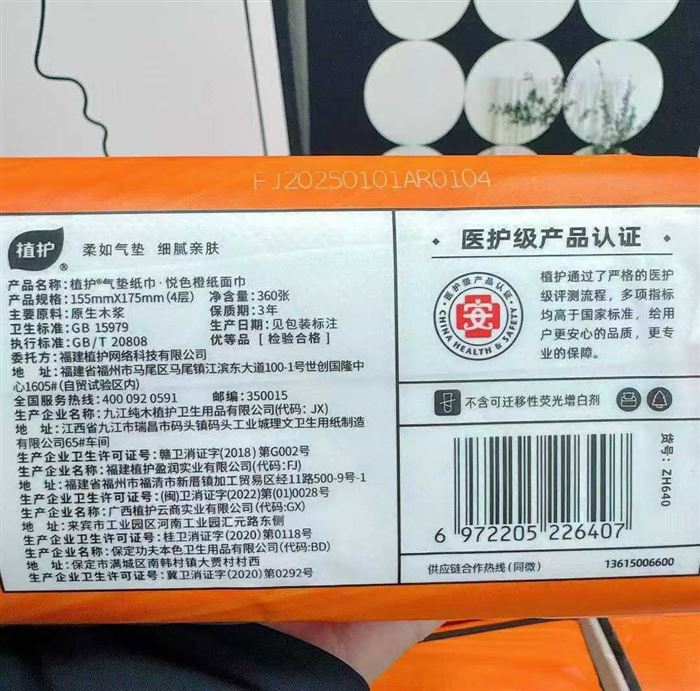 FJ20250101AR0104
植护®
柔如气垫 细腻亲肤
产品名称:植护®气垫纸巾·悦色橙纸面巾
产品规格:155mmX175mm(4层) 净含量:360张
主要原料:原生木浆 保质期:3年
卫生标准:GB 15979 生产日期:见包装标注
执行标准:GB/T 20808 优等品 [ 检验合格 ]
委托方:福建植护网络科技有限公司
地 址:福建省福州市马尾区马尾镇江滨东大道100-1号世创国隆中
心1605#(自贸试验区内)
全国服务热线:400 092 0591 邮编:350015
生产企业名称:九江纯木植护卫生用品有限公司(代码:JX)
地 址:江西省九江市瑞昌市码头镇码头工业城理文卫生用纸制造
有限公司65#车间
生产企业卫生许可证号:赣卫消证字(2018)第G002号
生产企业名称:福建植护盈润实业有限公司(代码:FJ)
地 址:福建省福州市福清市新厝镇加工贸易区经11路500-9号-1
生产企业卫生许可证号:(闽)卫消证字(2022)第(01)0028号
生产企业名称:广西植护云商实业有限公司(代码:GX)
地 址:来宾市工业园区河南工业园汇元路东侧
生产企业卫生许可证号:桂卫消证字(2020)第0118号
生产企业名称:保定功夫本色卫生用品有限公司(代码:BD)
地 址:保定市满城区南韩村镇大贾村村西
生产企业卫生许可证号:冀卫消证字(2020)第0292号
· 医护级产品认证 ·
·医护级产品认证·
安
CHINA HEALTH & SAFETY
植护通过了严格的医护
级评测流程,多项指标
均高于国家标准,给用
户更安心的品质,更专
业的保障。
不含可迁移性荧光增白剂
6 972205 226407
货号:ZH640
供应链合作热线(同微) 13615006600